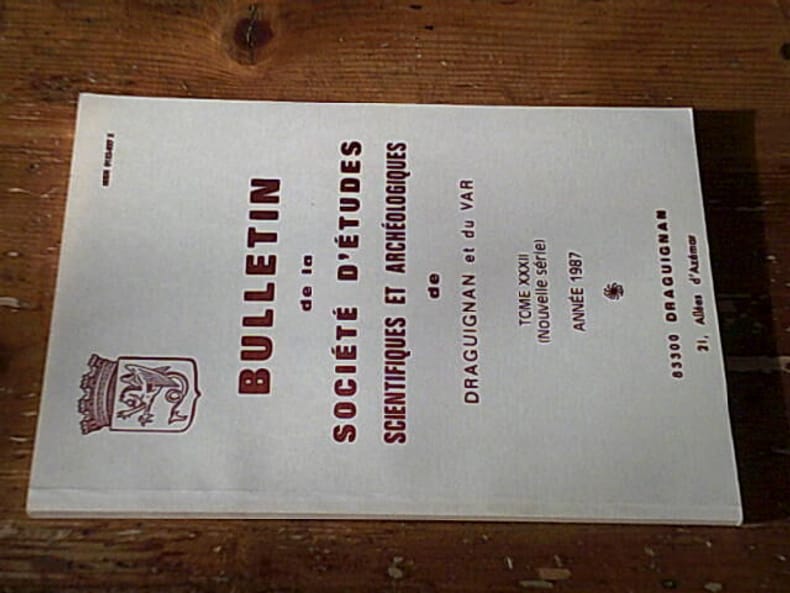 BULLETIN
de la
SOCIÉTÉ D'ÉTUDES
SCIENTIFIQUES ET ARCHÉOLOGIQUES
de
DRAGUIGNAN et du VAR
TOME XXXII
(Nouvelle série)
ANNÉE 1987
83300 DRAGUIGNAN
21, Allées d'Azémar